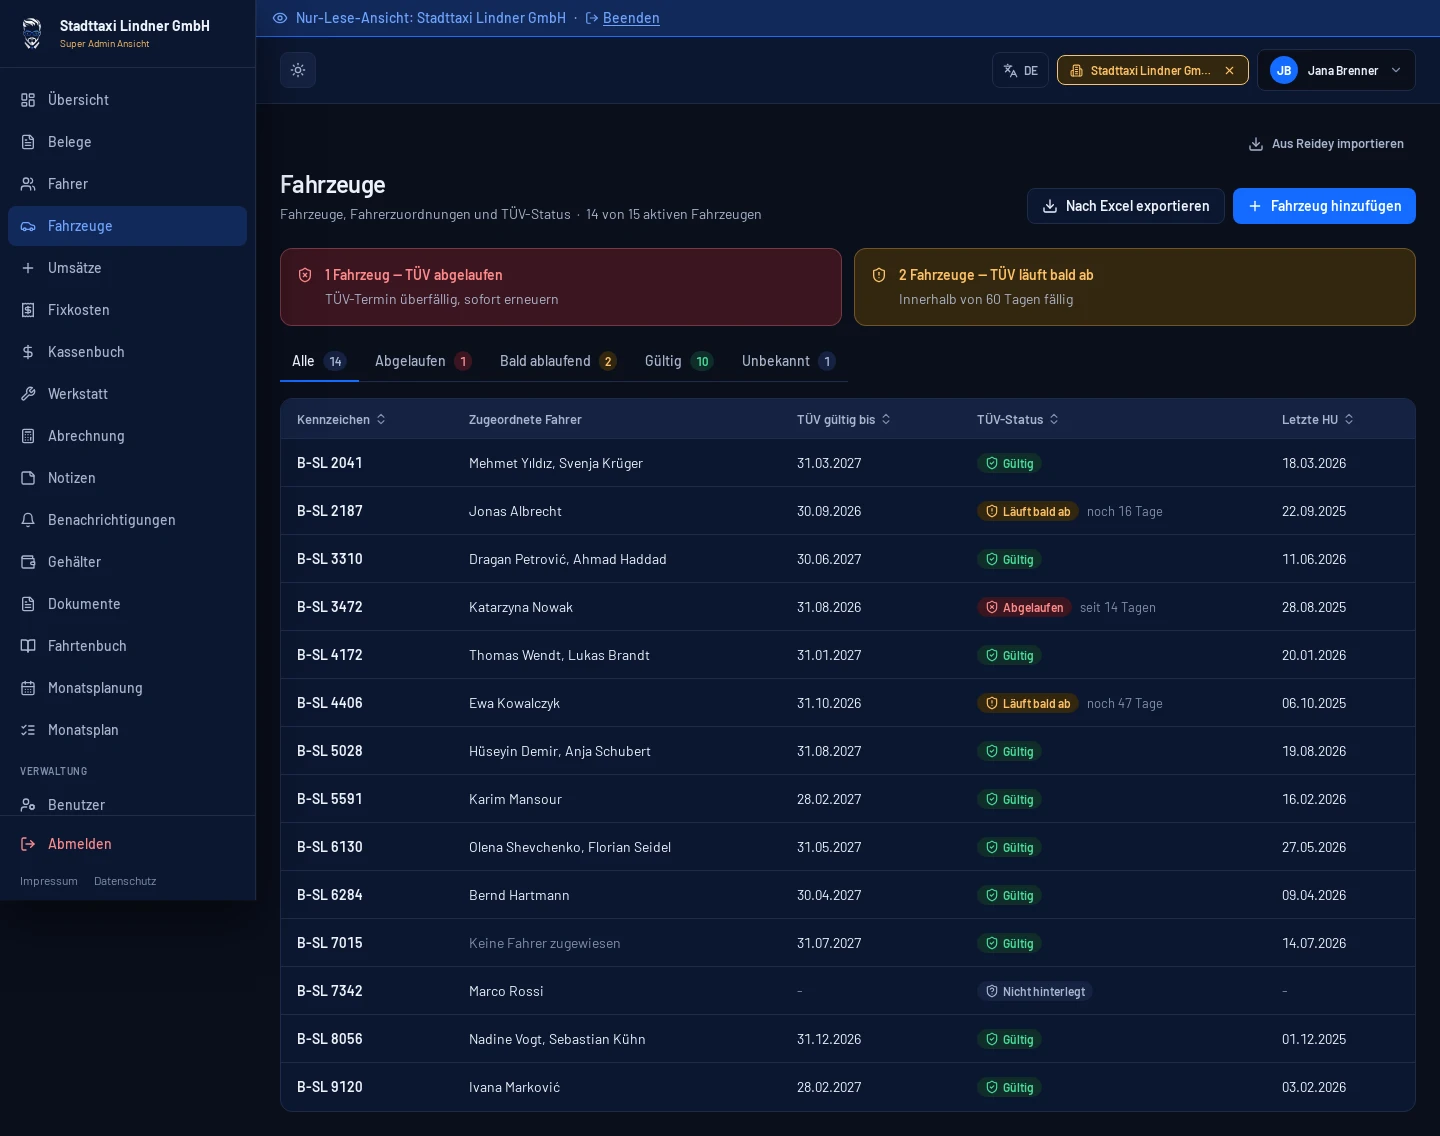 Stadttaxi Lindner GmbH
Super Admin Ansicht
Nur-Lese-Ansicht: Stadttaxi Lindner GmbH · Beenden
DE
Stadttaxi Lindner Gm...
JB
Jana Brenner
Übersicht
Belege
Fahrer
Fahrzeuge
Umsätze
Fixkosten
Kassenbuch
Werkstatt
Abrechnung
Notizen
Benachrichtigungen
Gehälter
Dokumente
Fahrtenbuch
Monatsplanung
Monatsplan
VERWALTUNG
Benutzer
Abmelden
Impressum Datenschutz
Aus Reidey importieren
Fahrzeuge
Fahrzeuge, Fahrerzuordnungen und TÜV-Status · 14 von 15 aktiven Fahrzeugen
Nach Excel exportieren
Fahrzeug hinzufügen
1 Fahrzeug – TÜV abgelaufen
TÜV-Termin überfällig, sofort erneuern
2 Fahrzeuge – TÜV läuft bald ab
Innerhalb von 60 Tagen fällig
Alle 14 Abgelaufen 1 Bald ablaufend 2 Gültig 10 Unbekannt 1
Kennzeichen Zugeordnete Fahrer TÜV gültig bis TÜV-Status Letzte HU
B-SL 2041 Mehmet Yıldız, Svenja Krüger 31.03.2027 Gültig 18.03.2026
B-SL 2187 Jonas Albrecht 30.09.2026 Läuft bald ab noch 16 Tage 22.09.2025
B-SL 3310 Dragan Petrović, Ahmad Haddad 30.06.2027 Gültig 11.06.2026
B-SL 3472 Katarzyna Nowak 31.08.2026 Abgelaufen seit 14 Tagen 28.08.2025
B-SL 4172 Thomas Wendt, Lukas Brandt 31.01.2027 Gültig 20.01.2026
B-SL 4406 Ewa Kowalczyk 31.10.2026 Läuft bald ab noch 47 Tage 06.10.2025
B-SL 5028 Hüseyin Demir, Anja Schubert 31.08.2027 Gültig 19.08.2026
B-SL 5591 Karim Mansour 28.02.2027 Gültig 16.02.2026
B-SL 6130 Olena Shevchenko, Florian Seidel 31.05.2027 Gültig 27.05.2026
B-SL 6284 Bernd Hartmann 30.04.2027 Gültig 09.04.2026
B-SL 7015 Keine Fahrer zugewiesen 31.07.2027 Gültig 14.07.2026
B-SL 7342 Marco Rossi - Nicht hinterlegt -
B-SL 8056 Nadine Vogt, Sebastian Kühn 31.12.2026 Gültig 01.12.2025
B-SL 9120 Ivana Marković 28.02.2027 Gültig 03.02.2026